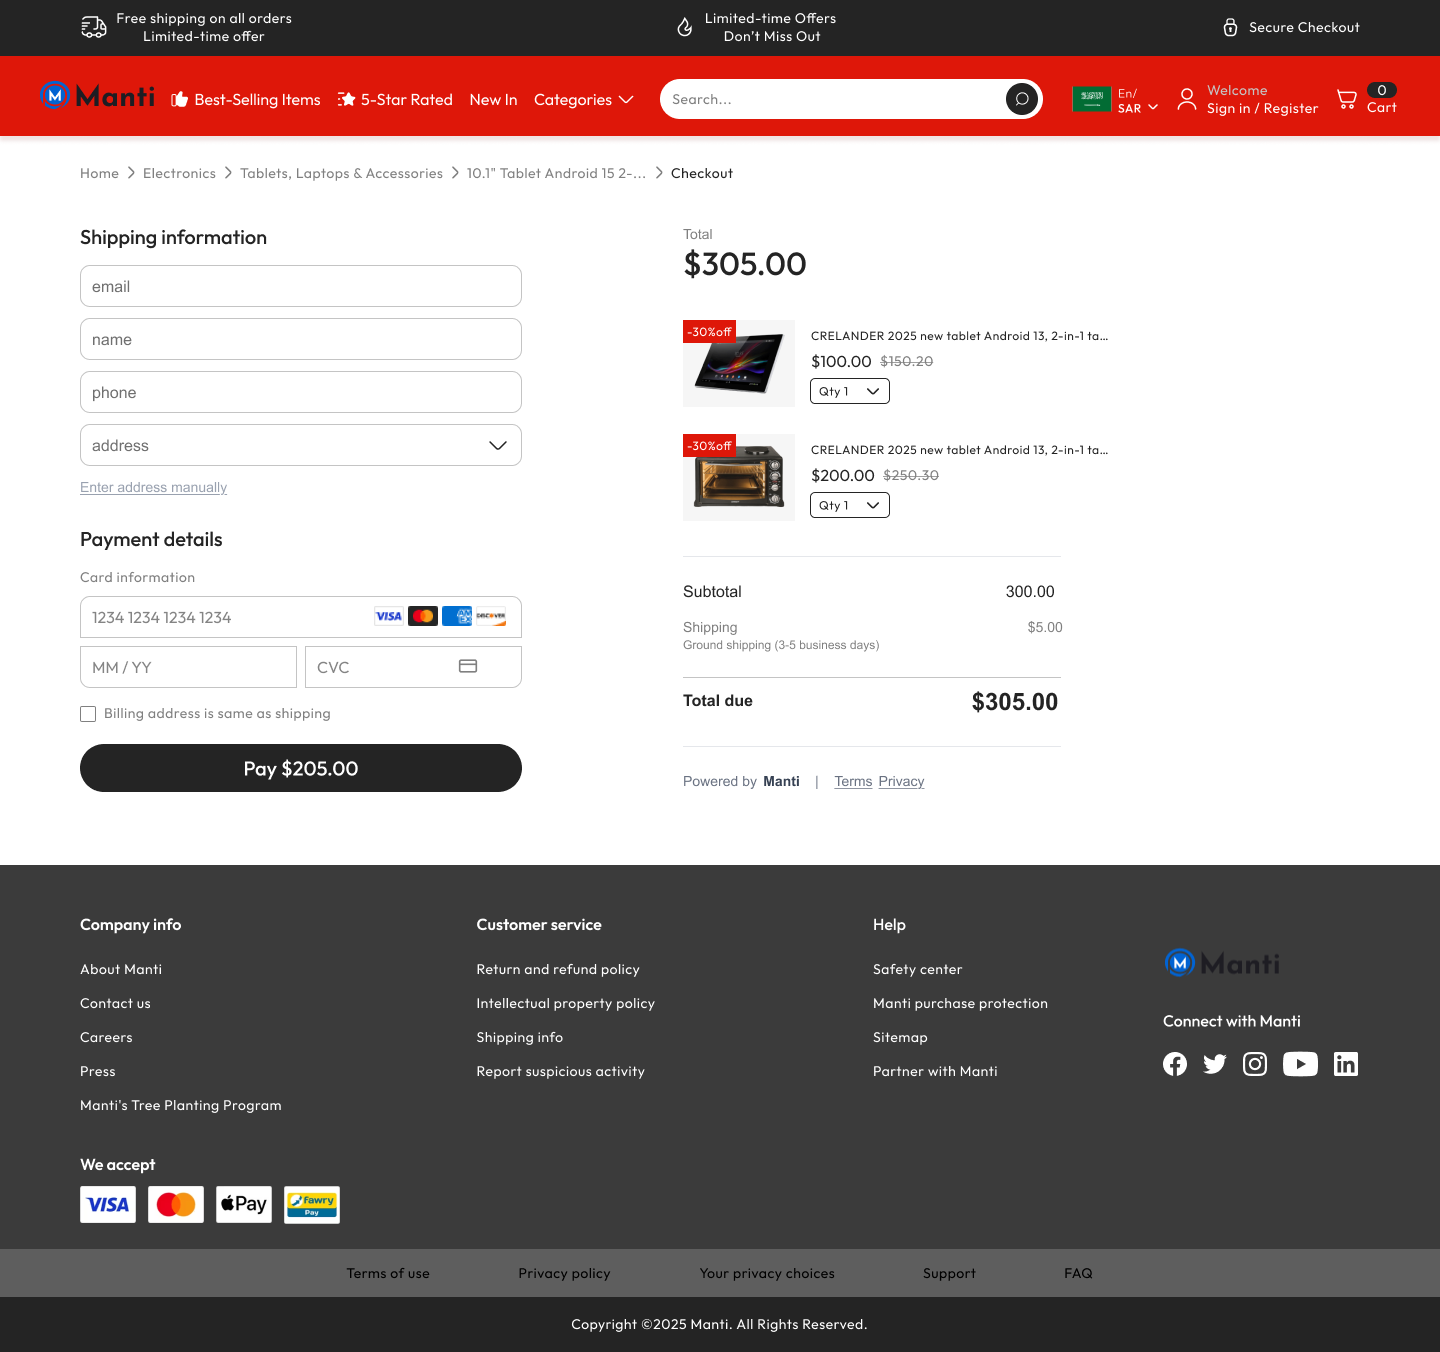 Free shipping on all orders
Limited-time offer
Limited-time Offers
Don't Miss Out
Secure Checkout
Manti
Best-Selling Items
5-Star Rated
New In
Categories
Search...
En/
SAR
Welcome
Sign in / Register
0
Cart
Home > Electronics > Tablets, Laptops & Accessories > 10.1" Tablet Android 15 2-... > Checkout
Shipping information
email
name
phone
address
Enter address manually
Payment details
Card information
1234 1234 1234 1234
VISA
AM
EX
DISCOVER
MM / YY
CVC
Billing address is same as shipping
Pay $205.00
Total
$305.00
-30%off
CRELANDER 2025 new tablet Android 13, 2-in-1 ta...
$100.00 $150.20
Qty 1
-30%off
CRELANDER 2025 new tablet Android 13, 2-in-1 ta...
$200.00 $250.30
Qty 1
Subtotal 300.00
Shipping $5.00
Ground shipping (3-5 business days)
Total due $305.00
Powered by Manti | Terms Privacy
Company info
About Manti
Contact us
Careers
Press
Manti's Tree Planting Program
Customer service
Return and refund policy
Intellectual property policy
Shipping info
Report suspicious activity
Help
Safety center
Manti purchase protection
Sitemap
Partner with Manti
Manti
Connect with Manti
We accept
VISA
Pay
fawry
Pay
Terms of use
Privacy policy
Your privacy choices
Support
FAQ
Copyright ©2025 Manti. All Rights Reserved.